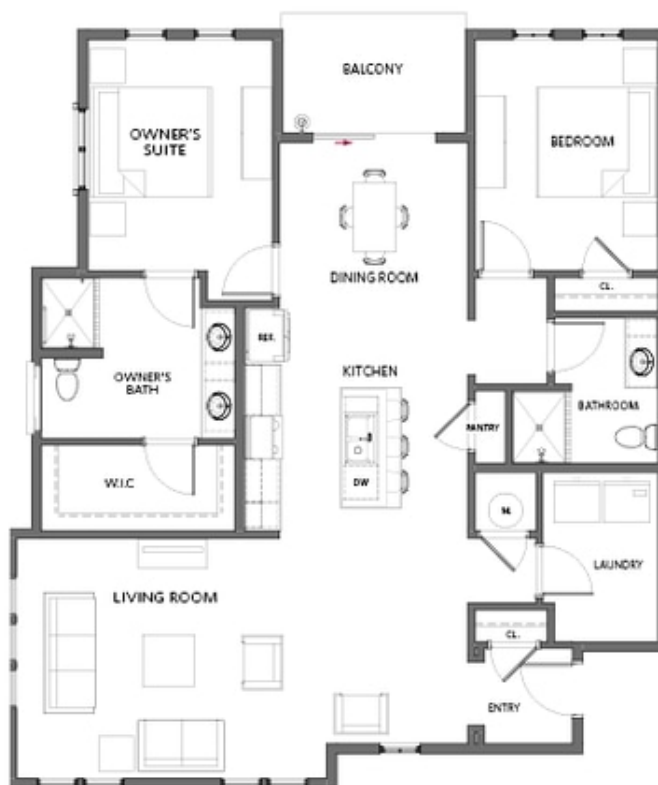 BALCONY
OWNER'S
SUITE
BEDROOM
DINING ROOM
CL.
REF.
KITCHEN
OWNER'S
BATH
BATHROOM
PANTRY
W.I.C
DW
LAUNDRY
LIVING ROOM
CL.
ENTRY